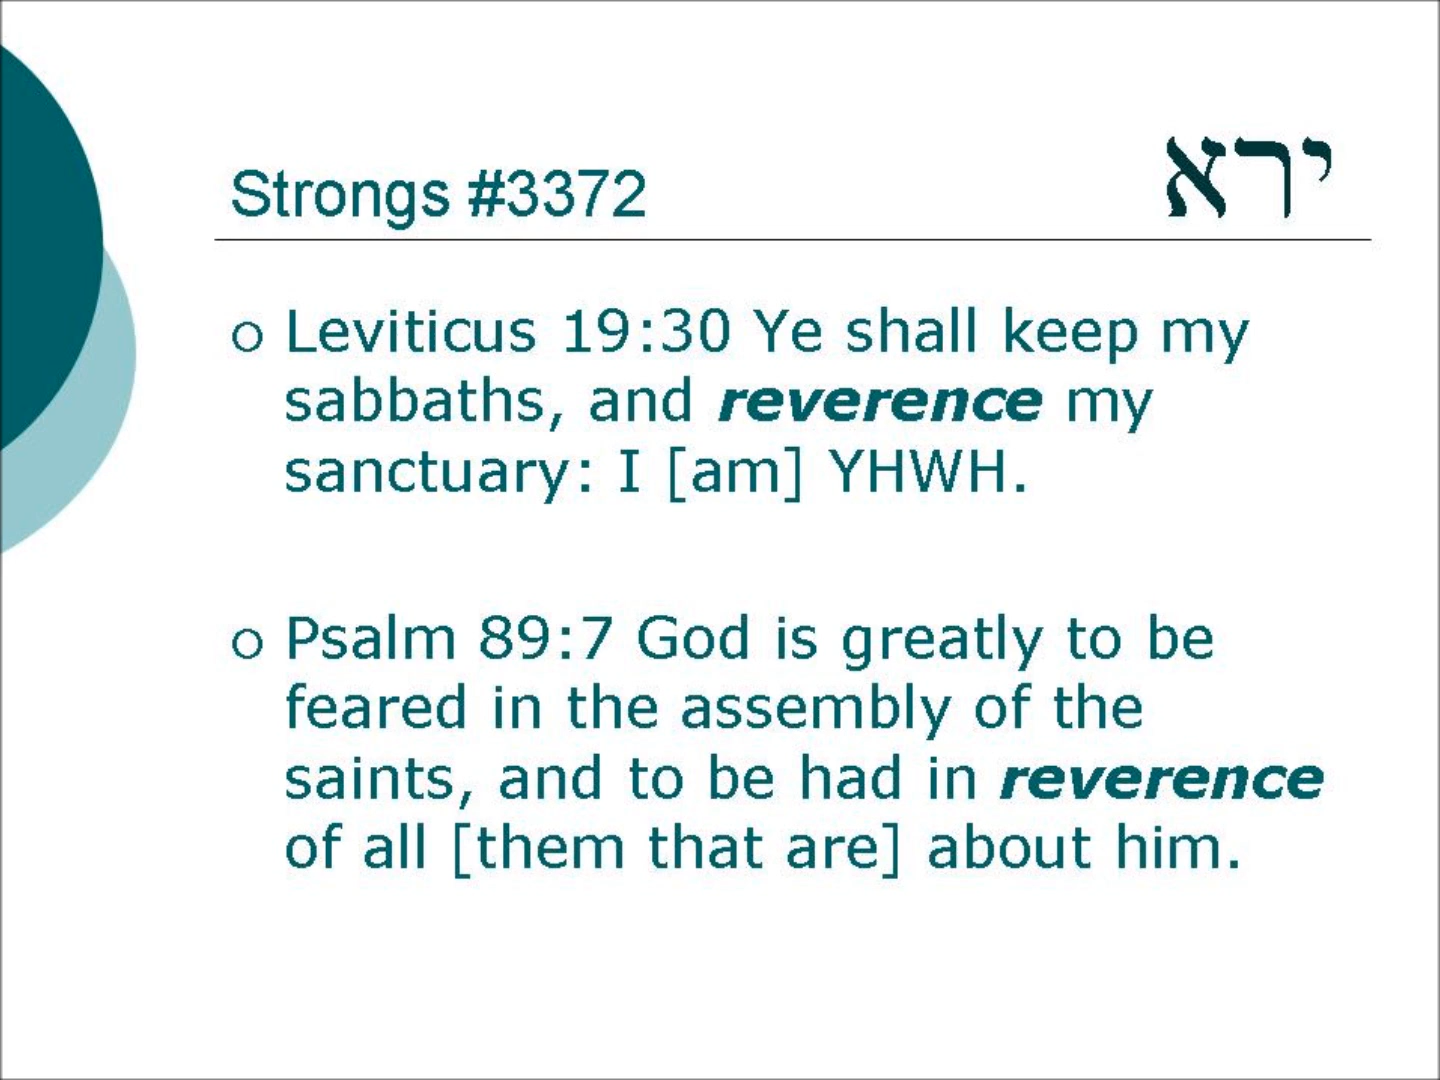 Strongs #3372
ירא
Leviticus 19:30 Ye shall keep my
sabbaths, and reverence my
sanctuary: I [am] YHWH.
Psalm 89:7 God is greatly to be
feared in the assembly of the
saints, and to be had in reverence
of all [them that are] about him.